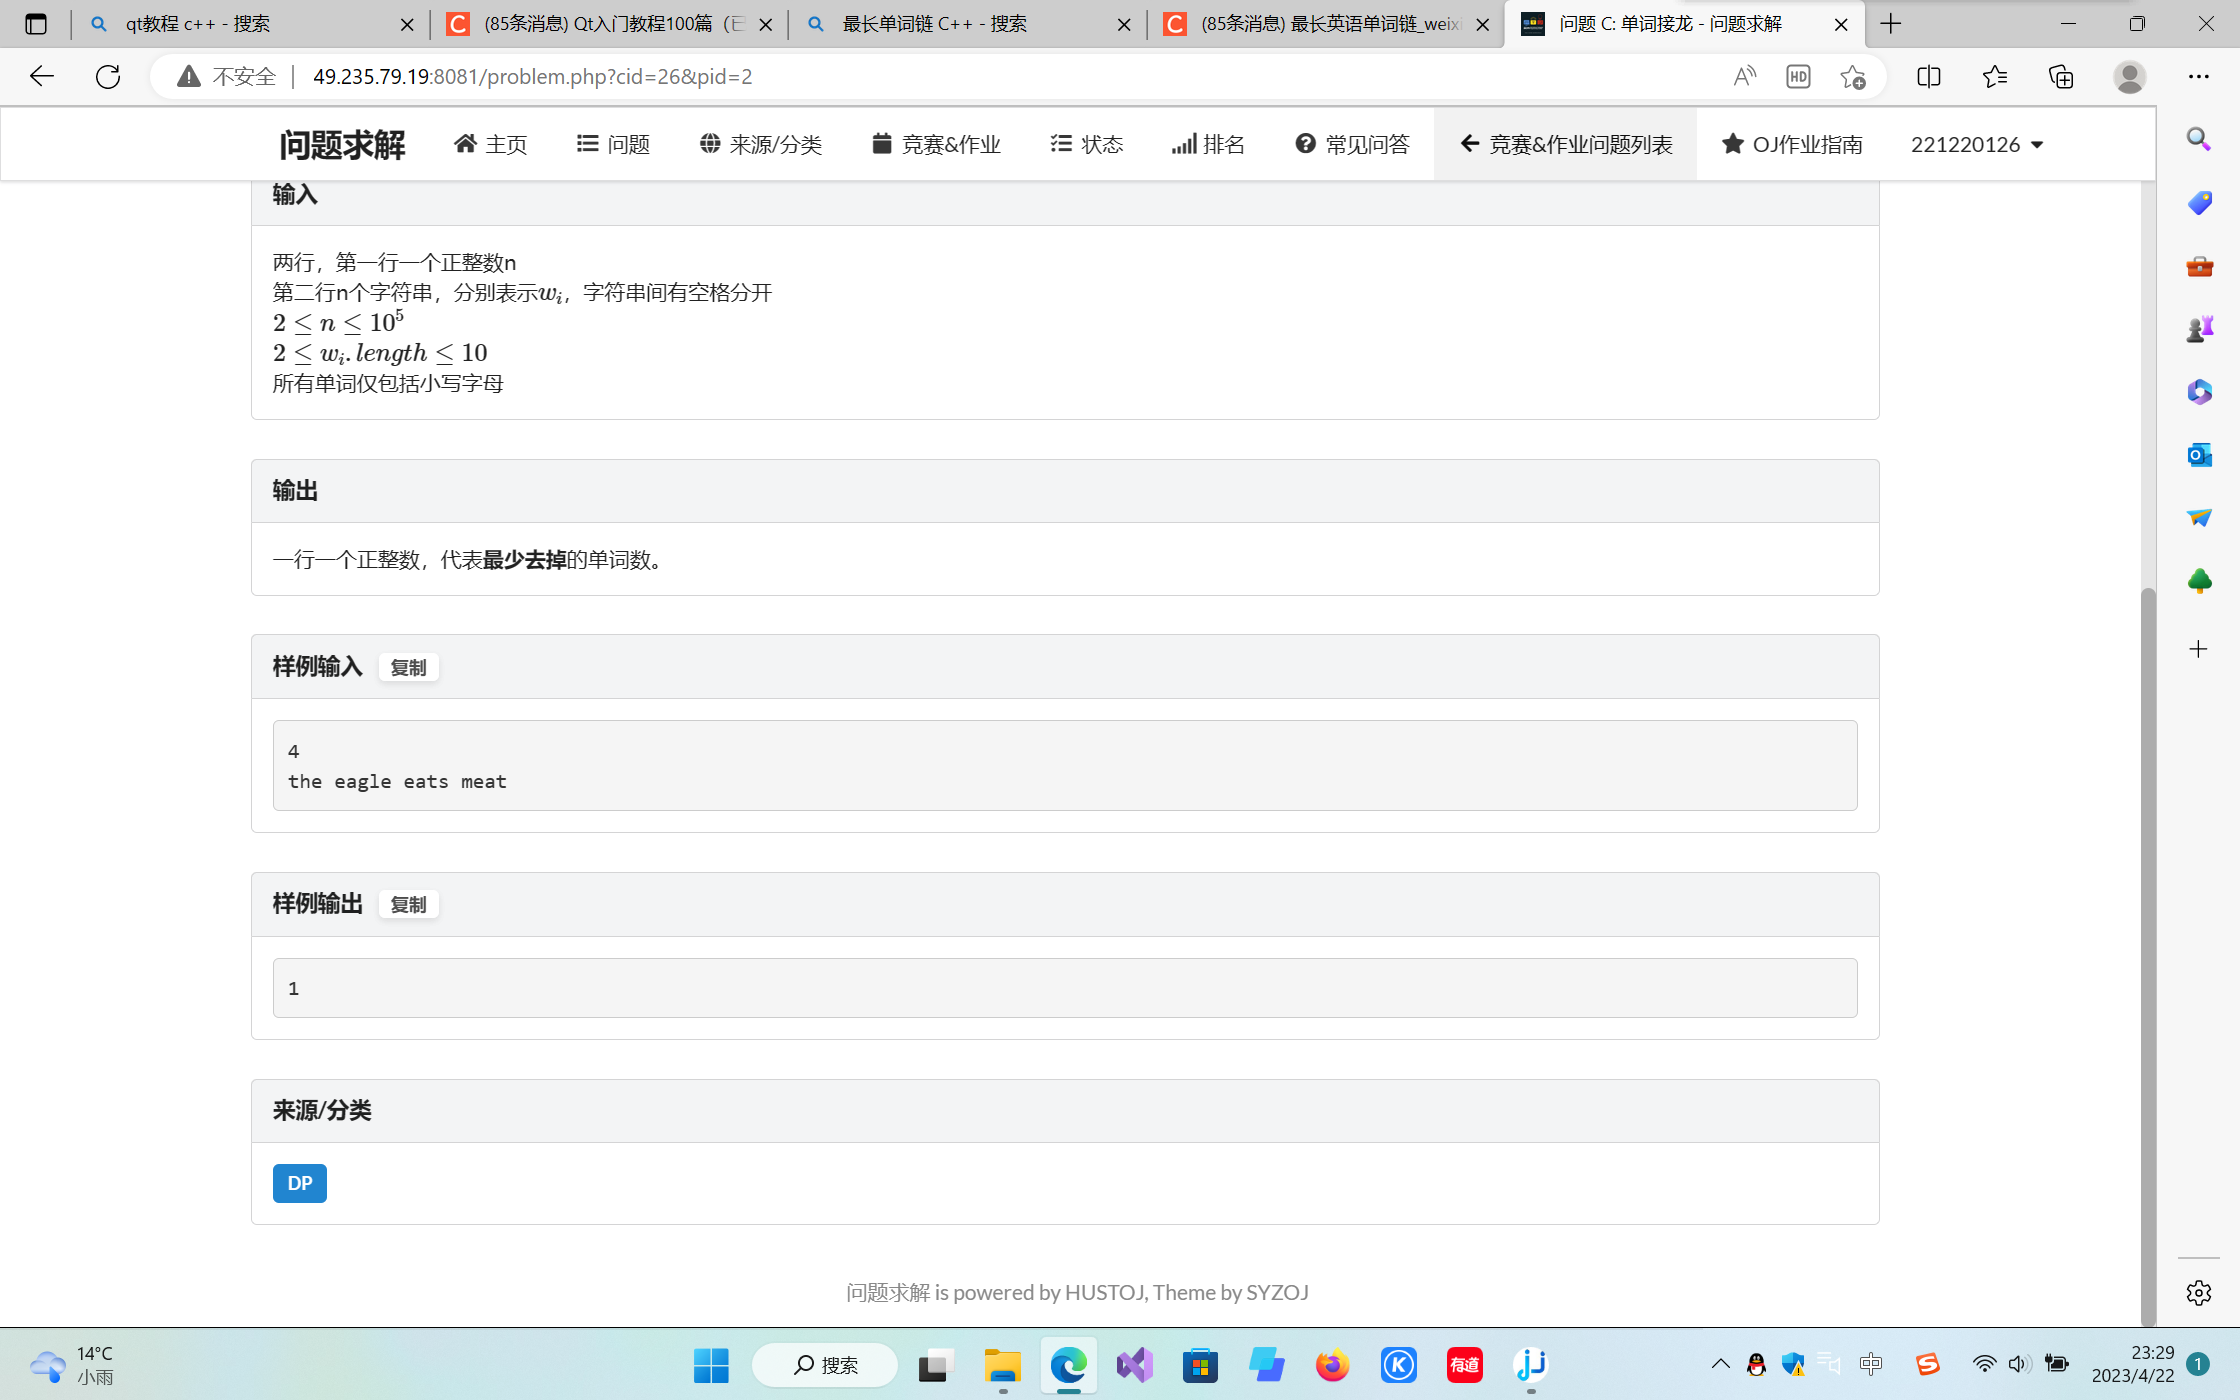 qt教程 c++ - 搜索
(85条消息) Qt入门教程100篇（已
最长单词链 C++ - 搜索
(85条消息) 最长英语单词链_weixi
问题 C: 单词接龙 - 问题求解
不安全 49.235.79.19:8081/problem.php?cid=26&pid=2
问题求解 主页 问题 来源/分类 竞赛&作业 状态 排名 常见问答 竞赛&作业问题列表 OJ作业指南 221220126
输入
两行，第一行一个正整数n
第二行n个字符串，分别表示wᵢ，字符串间有空格分开
2 ≤ n ≤ 10⁵
2 ≤ wᵢ.length ≤ 10
所有单词仅包括小写字母
输出
一行一个正整数，代表最少去掉的单词数。
样例输入 复制
4
the eagle eats meat
样例输出 复制
1
来源/分类
DP
问题求解 is powered by HUSTOJ, Theme by SYZOJ
14°C
小雨
搜索
有道
中
23:29
2023/4/22
1